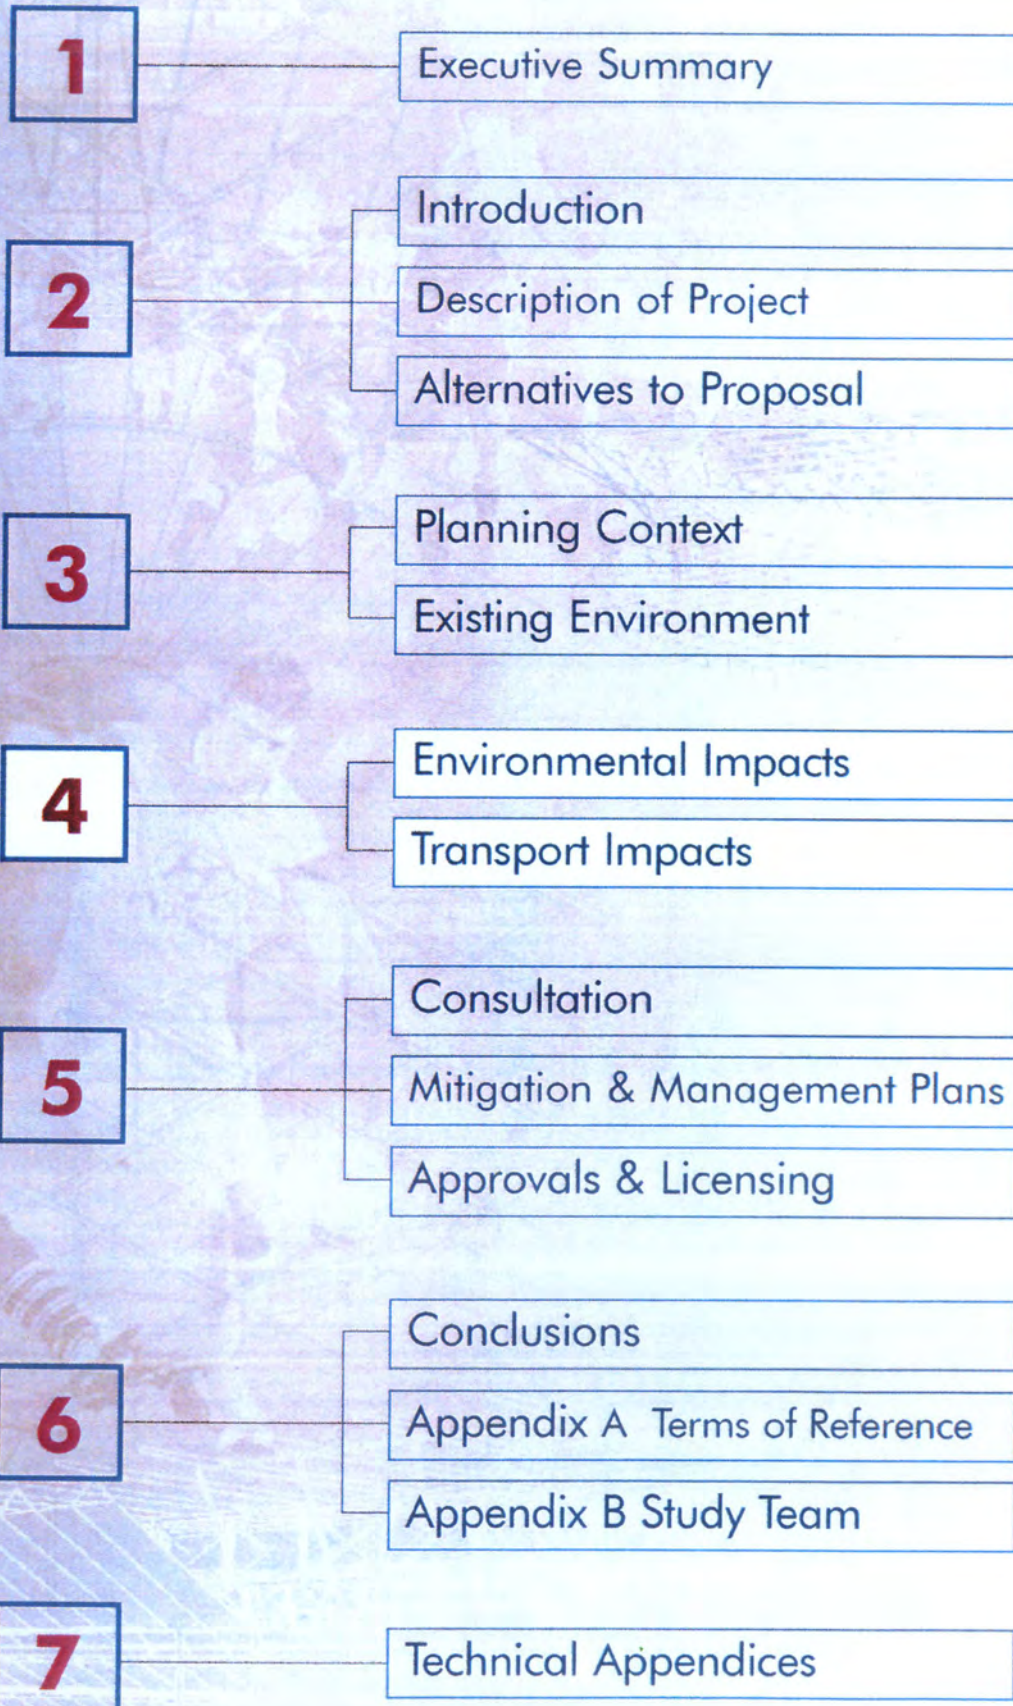 1
Executive Summary
2
Introduction
Description of Project
Alternatives to Proposal
3
Planning Context
Existing Environment
4
Environmental Impacts
Transport Impacts
5
Consultation
Mitigation & Management Plans
Approvals & Licensing
6
Conclusions
Appendix A Terms of Reference
Appendix B Study Team
7
Technical Appendices